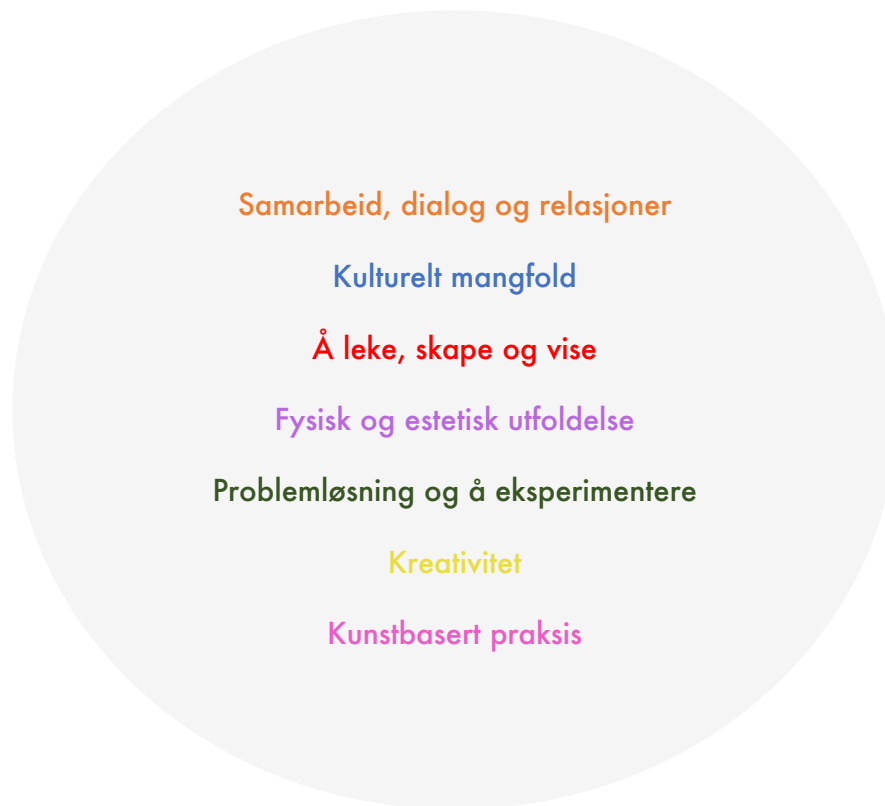 Samarbeid, dialog og relasjoner
Kulturelt mangfold
Å leke, skape og vise
Fysisk og estetisk utfoldelse
Problemløsning og å eksperimentere
Kreativitet
Kunstbasert praksis